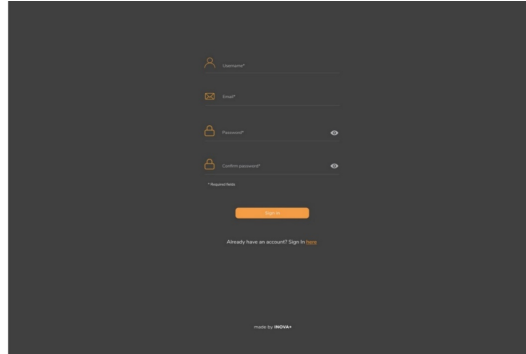 Username*
Email*
Password*
Confirm password*
* Required fields
Sign In
Already have an account? Sign In here
made by INOVA+